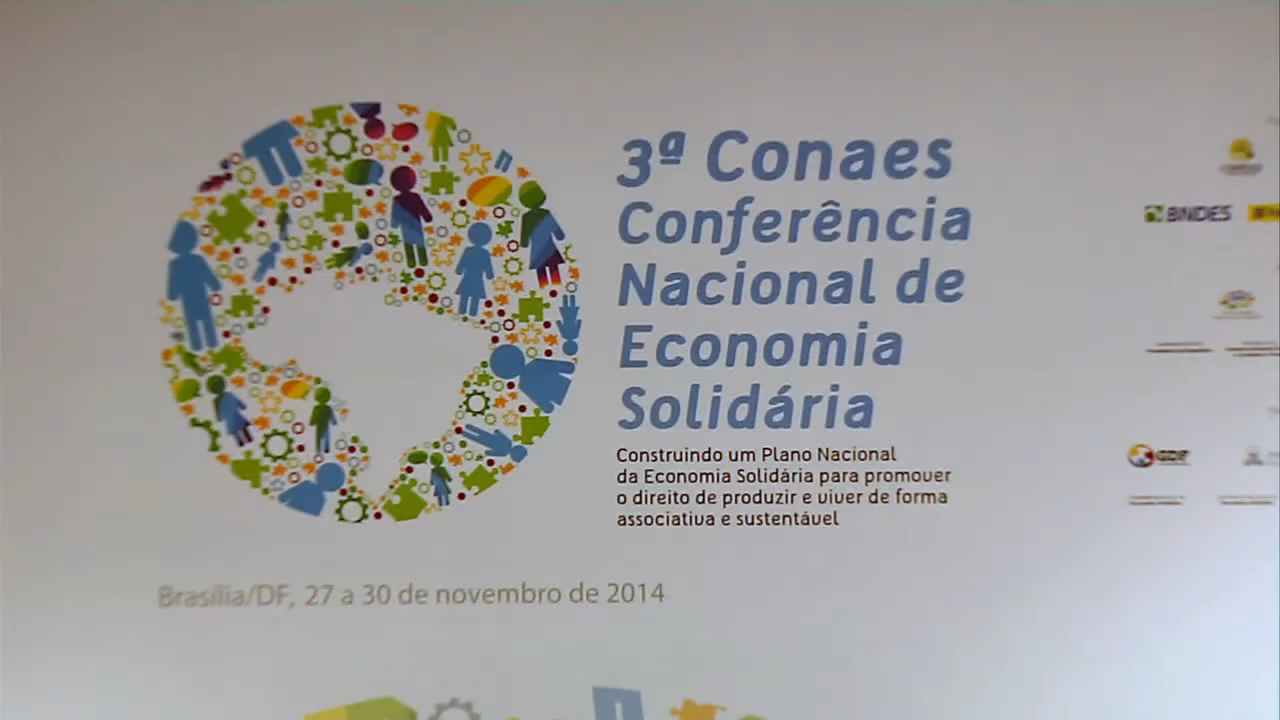 3ª Conaes
Conferência
Nacional de
Economia
Solidária
Construindo um Plano Nacional
da Economia Solidária para promover
o direito de produzir e viver de forma
associativa e sustentável
Brasília/DF, 27 a 30 de novembro de 2014
BNDES
GDF